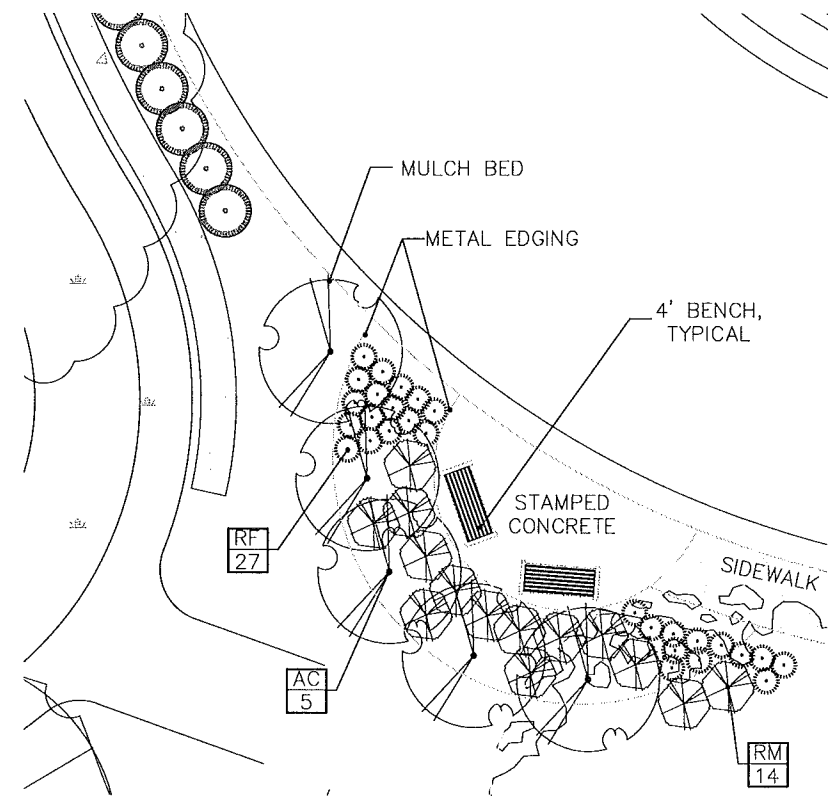 MULCH BED
METAL EDGING
4' BENCH,
TYPICAL
STAMPED
CONCRETE
RF
27
SIDEWALK
AC
5
RM
14